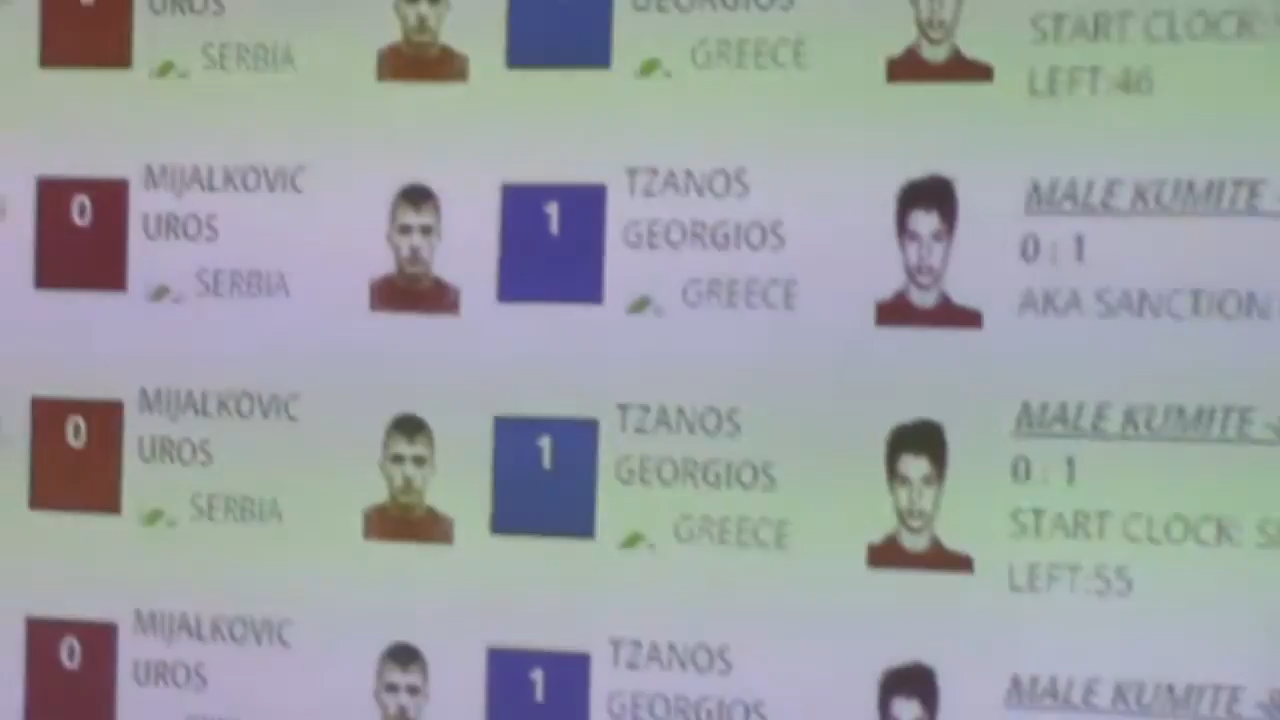 UROS
SERBIA
GEORGIOS
GREECE
START CLOCK:
LEFT:46
0
MIJALKOVIC
UROS
SERBIA
1
TZANOS
GEORGIOS
GREECE
MALE KUMITE
0 : 1
AKA SANCTION
0
MIJALKOVIC
UROS
SERBIA
1
TZANOS
GEORGIOS
GREECE
MALE KUMITE
0 : 1
START CLOCK: S
LEFT:55
0
MIJALKOVIC
UROS
1
TZANOS
GEORGIOS
MALE KUMITE